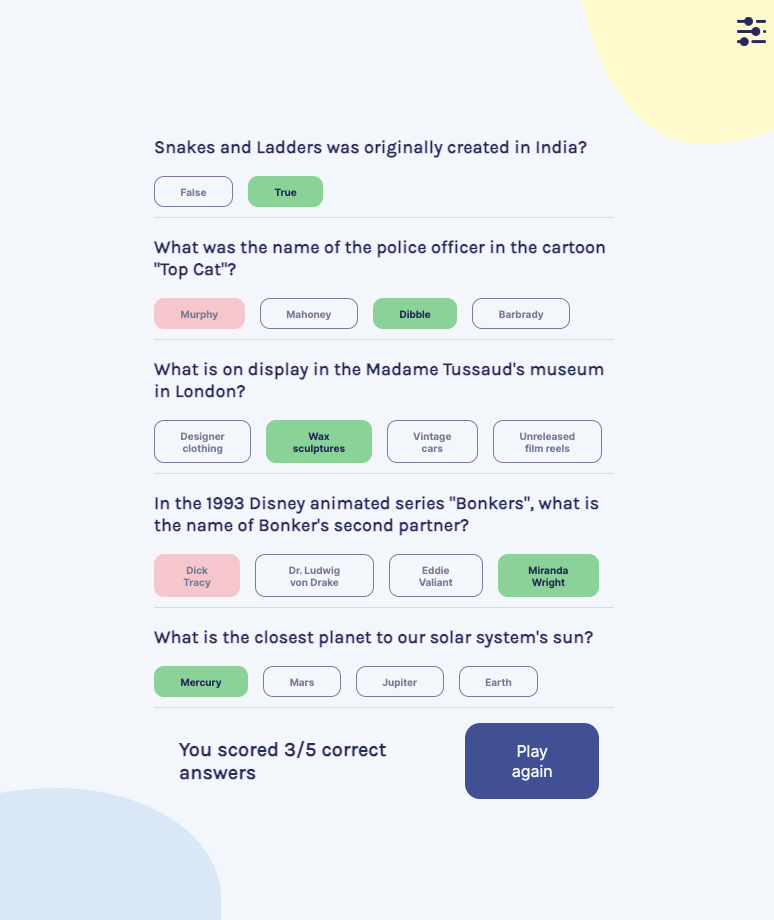 Snakes and Ladders was originally created in India?
False True
What was the name of the police officer in the cartoon
"Top Cat"?
Murphy Mahoney Dibble Barbrady
What is on display in the Madame Tussaud's museum
in London?
Designer Wax Vintage Unreleased
clothing sculptures cars film reels
In the 1993 Disney animated series "Bonkers", what is
the name of Bonker's second partner?
Dick Dr. Ludwig Eddie Miranda
Tracy von Drake Valiant Wright
What is the closest planet to our solar system's sun?
Mercury Mars Jupiter Earth
You scored 3/5 correct
answers
Play
again